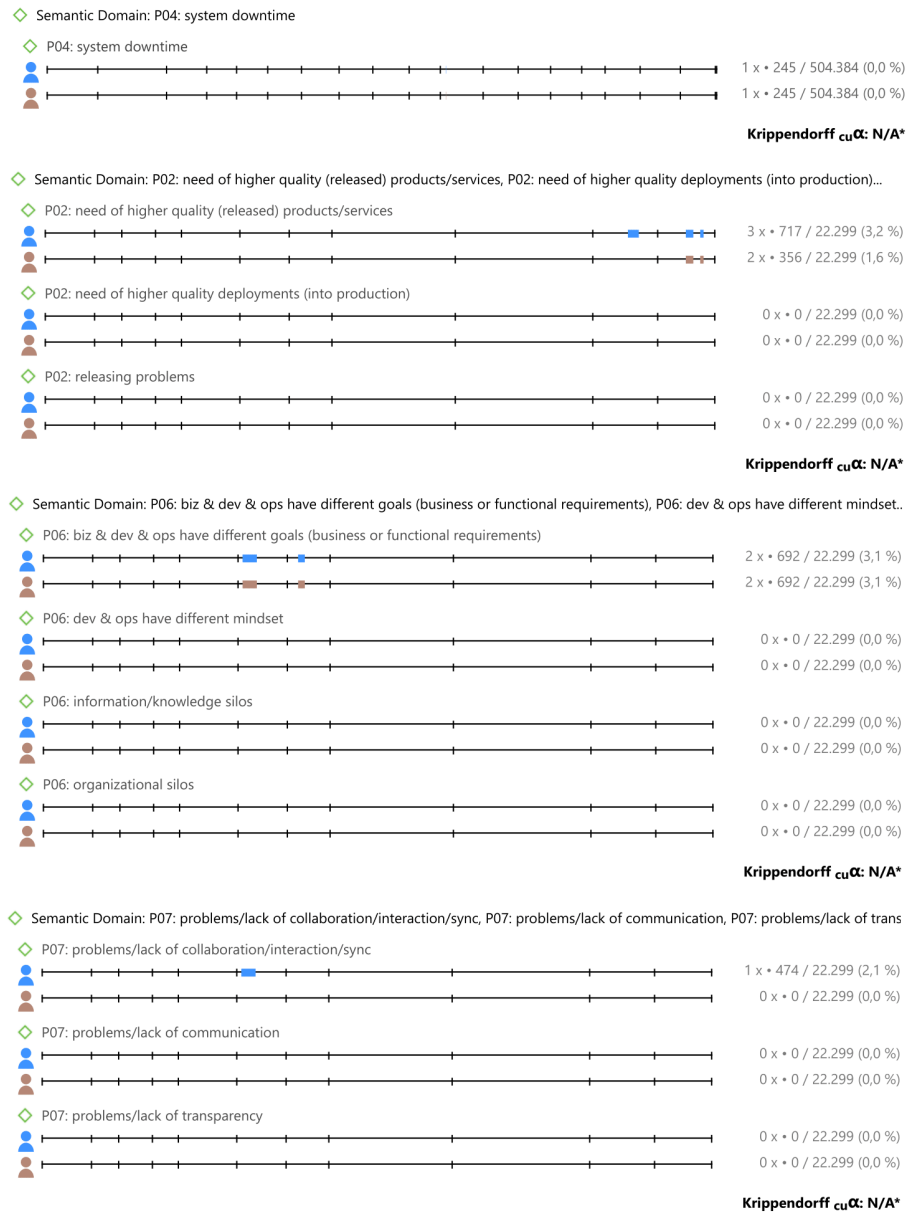 Semantic Domain: P04: system downtime
P04: system downtime
1 x • 245 / 504.384 (0,0 %)
1 x • 245 / 504.384 (0,0 %)
Krippendorff cuα: N/A*
Semantic Domain: P02: need of higher quality (released) products/services, P02: need of higher quality deployments (into production)...
P02: need of higher quality (released) products/services
3 x • 717 / 22.299 (3,2 %)
2 x • 356 / 22.299 (1,6 %)
P02: need of higher quality deployments (into production)
0 x • 0 / 22.299 (0,0 %)
0 x • 0 / 22.299 (0,0 %)
P02: releasing problems
0 x • 0 / 22.299 (0,0 %)
0 x • 0 / 22.299 (0,0 %)
Krippendorff cuα: N/A*
Semantic Domain: P06: biz & dev & ops have different goals (business or functional requirements), P06: dev & ops have different mindset..
P06: biz & dev & ops have different goals (business or functional requirements)
2 x • 692 / 22.299 (3,1 %)
2 x • 692 / 22.299 (3,1 %)
P06: dev & ops have different mindset
0 x • 0 / 22.299 (0,0 %)
0 x • 0 / 22.299 (0,0 %)
P06: information/knowledge silos
0 x • 0 / 22.299 (0,0 %)
0 x • 0 / 22.299 (0,0 %)
P06: organizational silos
0 x • 0 / 22.299 (0,0 %)
0 x • 0 / 22.299 (0,0 %)
Krippendorff cuα: N/A*
Semantic Domain: P07: problems/lack of collaboration/interaction/sync, P07: problems/lack of communication, P07: problems/lack of trans
P07: problems/lack of collaboration/interaction/sync
1 x • 474 / 22.299 (2,1 %)
0 x • 0 / 22.299 (0,0 %)
P07: problems/lack of communication
0 x • 0 / 22.299 (0,0 %)
0 x • 0 / 22.299 (0,0 %)
P07: problems/lack of transparency
0 x • 0 / 22.299 (0,0 %)
0 x • 0 / 22.299 (0,0 %)
Krippendorff cuα: N/A*